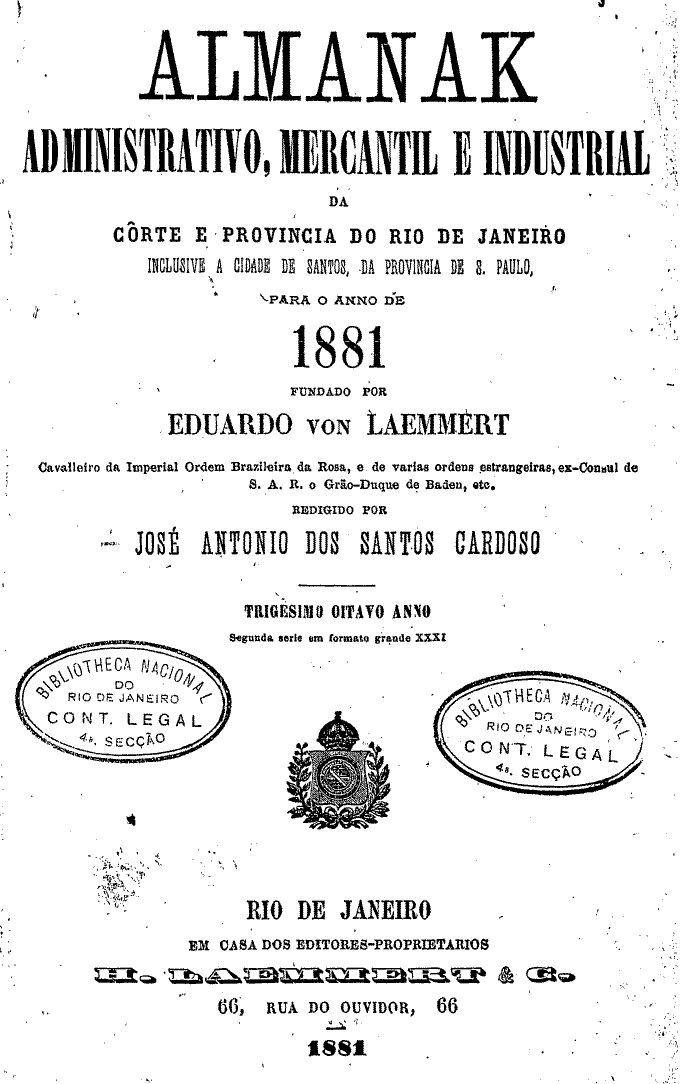 ALMANAK
ADMINISTRATIVO, MERCANTIL E INDUSTRIAL
DA
CÔRTE E PROVINCIA DO RIO DE JANEIRO
INCLUSIVE A CIDADE DE SANTOS, DA PROVINCIA DE S. PAULO,
PARA O ANNO DE
1881
FUNDADO POR
EDUARDO VON LAEMMERT
Cavalleiro da Imperial Ordem Brazileira da Rosa, e de varias ordens estrangeiras, ex-Consul de
S. A. R. o Grão-Duque de Baden, etc.
REDIGIDO POR
JOSÉ ANTONIO DOS SANTOS CARDOSO
TRIGESIMO OITAVO ANNO
Segunda serie em formato grande XXXI
BIBLIOTHECA NACIONAL
DO
RIO DE JANEIRO
CONT. LEGAL
4ª. SECÇÃO
BIBLIOTHECA NACIONAL
DO
RIO DE JANEIRO
CONT. LEGAL
4ª. SECÇÃO
RIO DE JANEIRO
EM CASA DOS EDITORES-PROPRIETARIOS
H. LAEMMERT & C.
66, RUA DO OUVIDOR, 66
1881